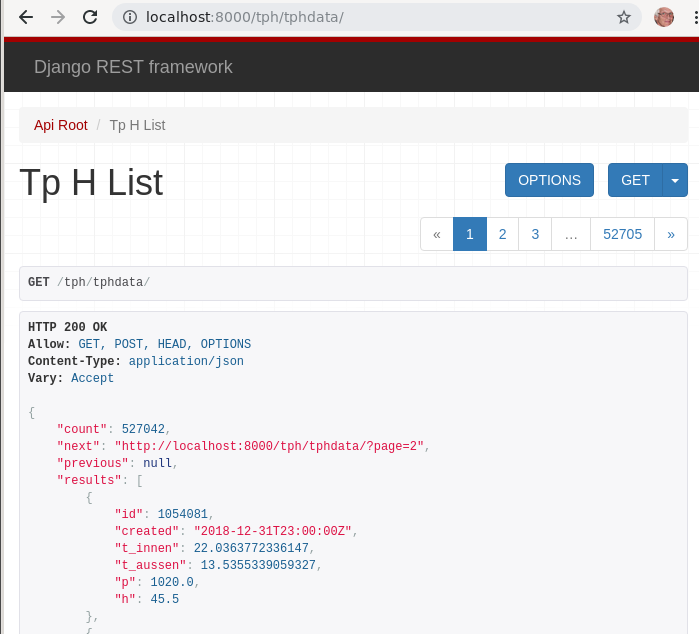 localhost:8000/tph/tphdata/
Django REST framework
Api Root / Tp H List
Tp H List
OPTIONS GET
« 1 2 3 … 52705 »
GET /tph/tphdata/
HTTP 200 OK
Allow: GET, POST, HEAD, OPTIONS
Content-Type: application/json
Vary: Accept
{
    "count": 527042,
    "next": "http://localhost:8000/tph/tphdata/?page=2",
    "previous": null,
    "results": [
        {
            "id": 1054081,
            "created": "2018-12-31T23:00:00Z",
            "t_innen": 22.0363772336147,
            "t_aussen": 13.5355339059327,
            "p": 1020.0,
            "h": 45.5
        },
        {